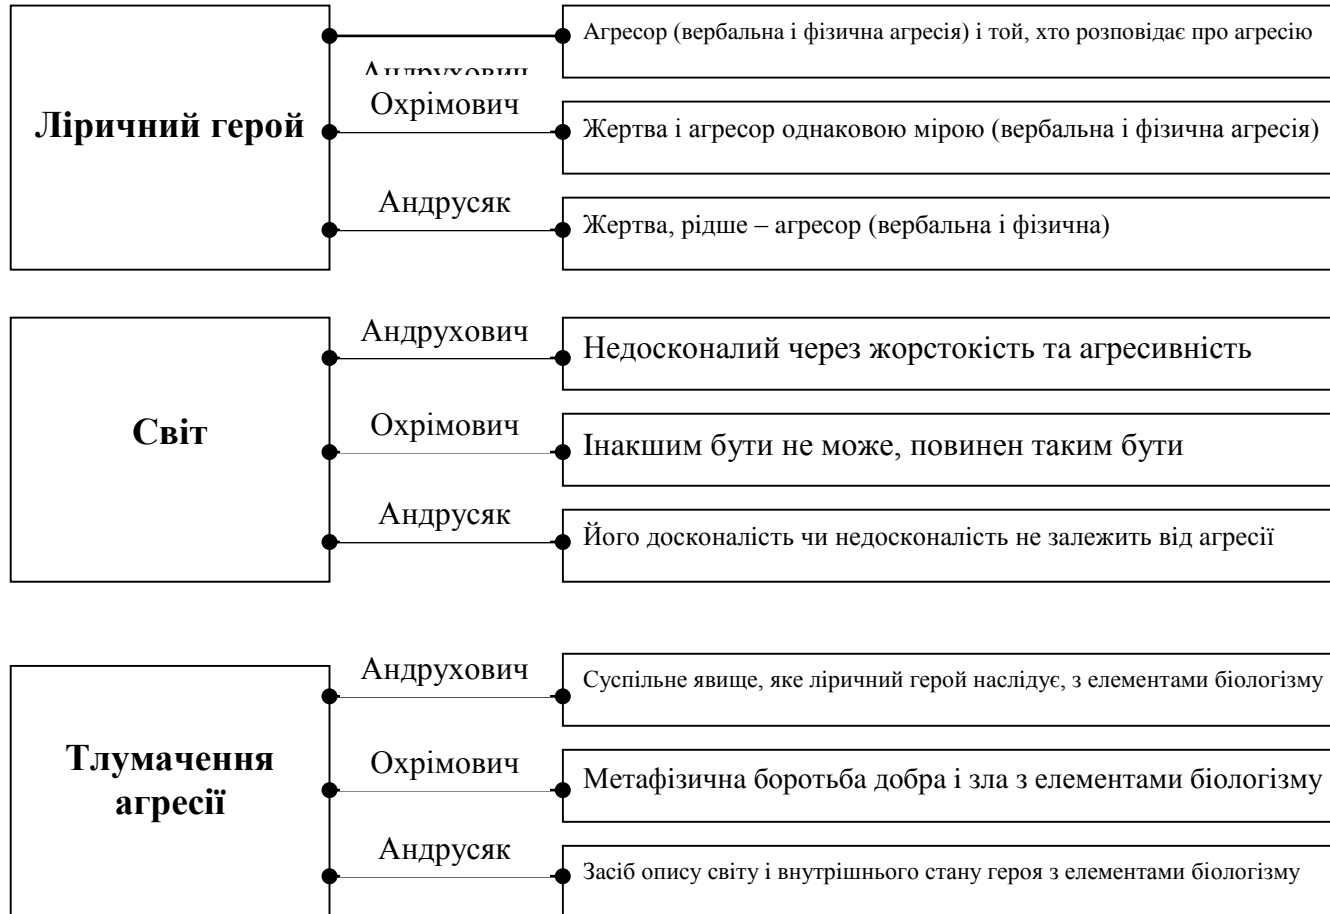 Ліричний герой
Андрухович
Агресор (вербальна і фізична агресія) і той, хто розповідає про агресію
Охрімович
Жертва і агресор однаковою мірою (вербальна і фізична агресія)
Андрусяк
Жертва, рідше – агресор (вербальна і фізична)
Світ
Андрухович
Недосконалий через жорстокість та агресивність
Охрімович
Інакшим бути не може, повинен таким бути
Андрусяк
Його досконалість чи недосконалість не залежить від агресії
Тлумачення
агресії
Андрухович
Суспільне явище, яке ліричний герой наслідує, з елементами біологізму
Охрімович
Метафізична боротьба добра і зла з елементами біологізму
Андрусяк
Засіб опису світу і внутрішнього стану героя з елементами біологізму